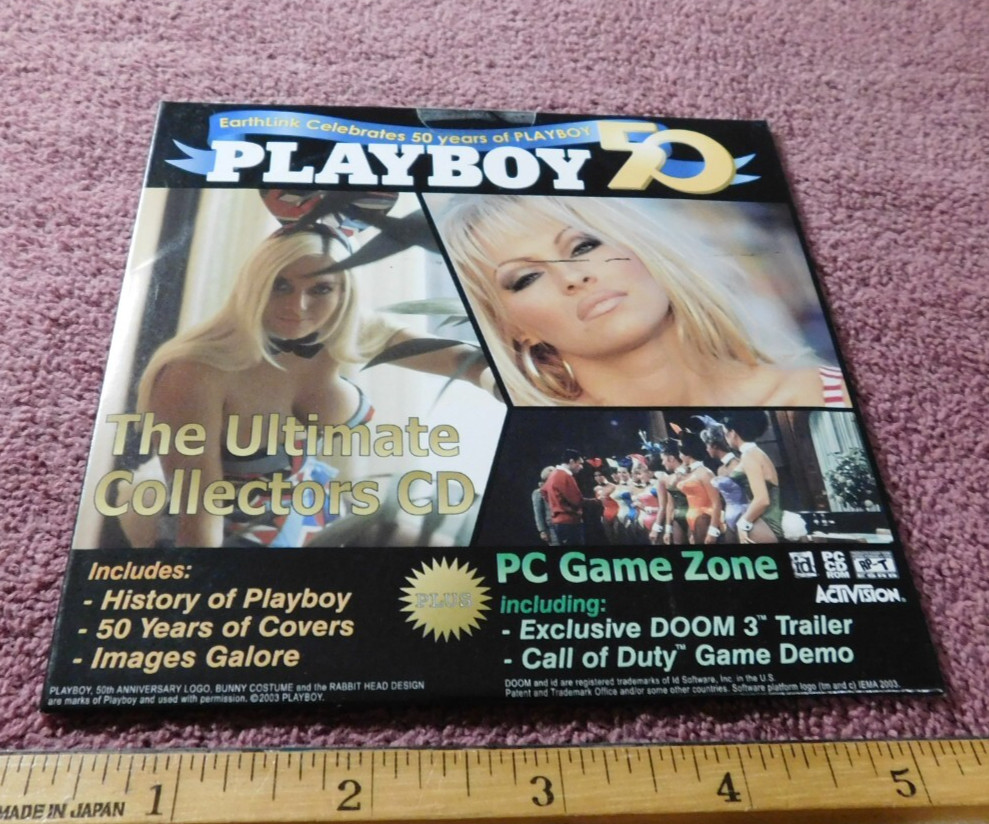 EarthLink Celebrates 50 years of PLAYBOY
PLAYBOY 50
The Ultimate
Collectors CD
Includes:
- History of Playboy
- 50 Years of Covers
- Images Galore
PLUS
PC Game Zone
including:
- Exclusive DOOM 3™ Trailer
- Call of Duty™ Game Demo
id
PC
CD
ROM
ACTIVISION.
PLAYBOY, 50th ANNIVERSARY LOGO, BUNNY COSTUME and the RABBIT HEAD DESIGN
are marks of Playboy and used with permission. ©2003 PLAYBOY.
DOOM and id are registered trademarks of Id Software, Inc. in the U.S.
Patent and Trademark Office and/or some other countries. Software platform logo (tm and c) IEMA 2003.
MADE IN JAPAN 1 2 3 4 5